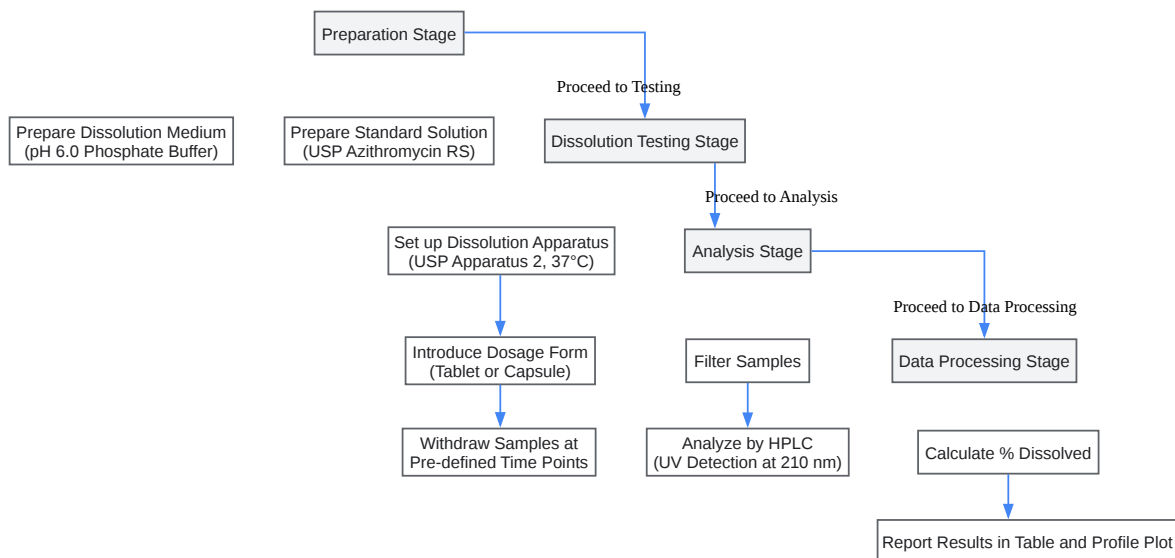 Preparation Stage
Proceed to Testing
Prepare Dissolution Medium
(pH 6.0 Phosphate Buffer)
Prepare Standard Solution
(USP Azithromycin RS)
Dissolution Testing Stage
Proceed to Analysis
Set up Dissolution Apparatus
(USP Apparatus 2, 37°C)
Analysis Stage
Proceed to Data Processing
Introduce Dosage Form
(Tablet or Capsule)
Filter Samples
Data Processing Stage
Withdraw Samples at
Pre-defined Time Points
Analyze by HPLC
(UV Detection at 210 nm)
Calculate % Dissolved
Report Results in Table and Profile Plot